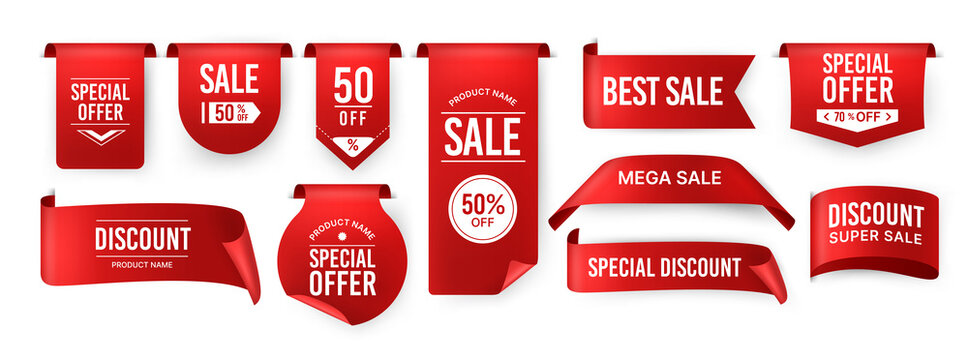 SPECIAL
OFFER
SALE
50% OFF
50
OFF
%
PRODUCT NAME
SALE
50%
OFF
BEST SALE
SPECIAL
OFFER
< 70 % OFF >
DISCOUNT
PRODUCT NAME
PRODUCT NAME
SPECIAL
OFFER
MEGA SALE
SPECIAL DISCOUNT
DISCOUNT
SUPER SALE